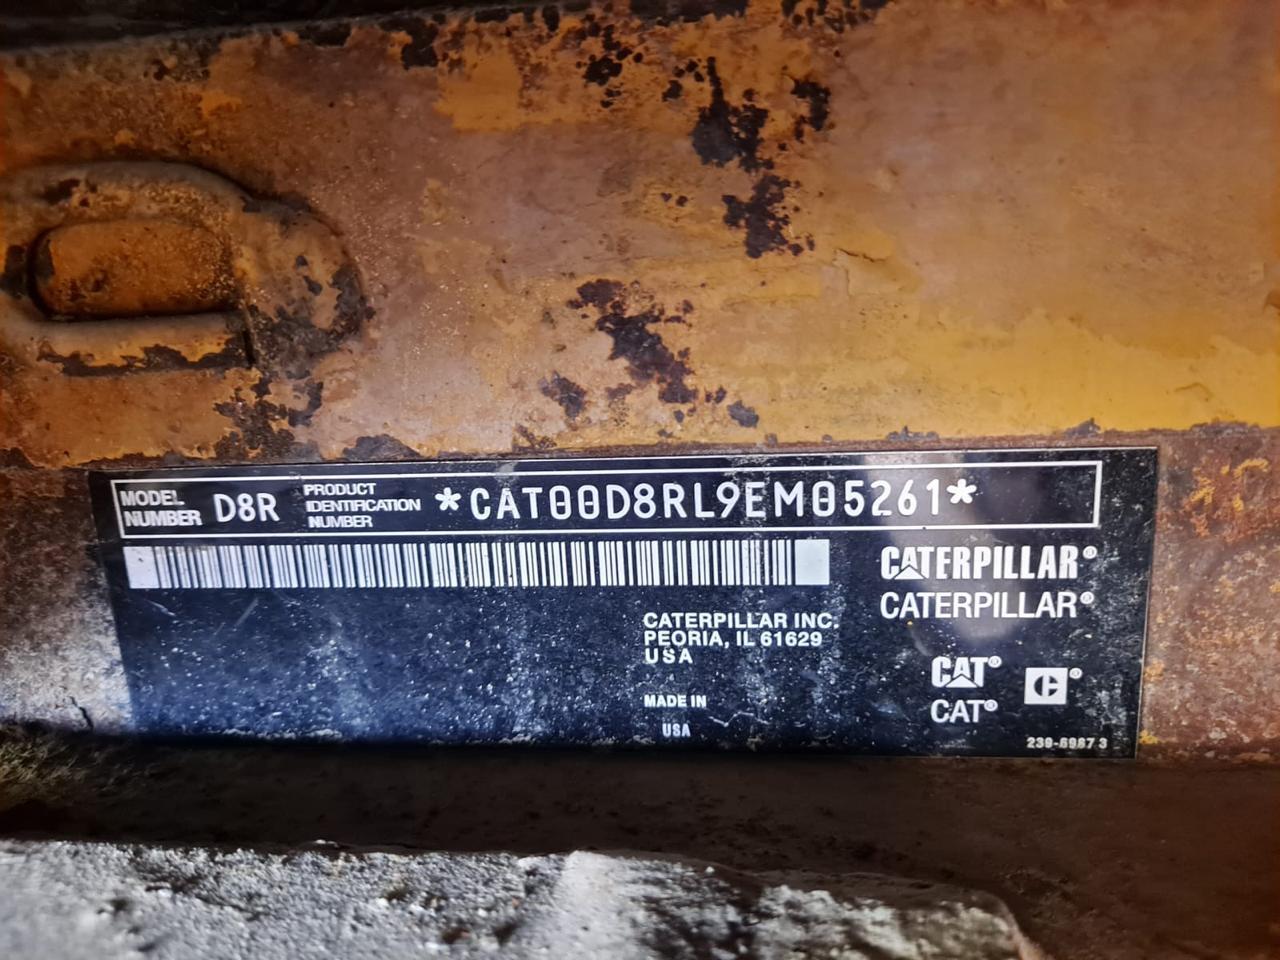 MODEL NUMBER D8R PRODUCT IDENTIFICATION NUMBER *CAT00D8RL9EM05261*
CATERPILLAR®
CATERPILLAR®
CATERPILLAR INC.
PEORIA, IL 61629
USA
CAT®
CAT®
C®
MADE IN
USA
239-6987 3